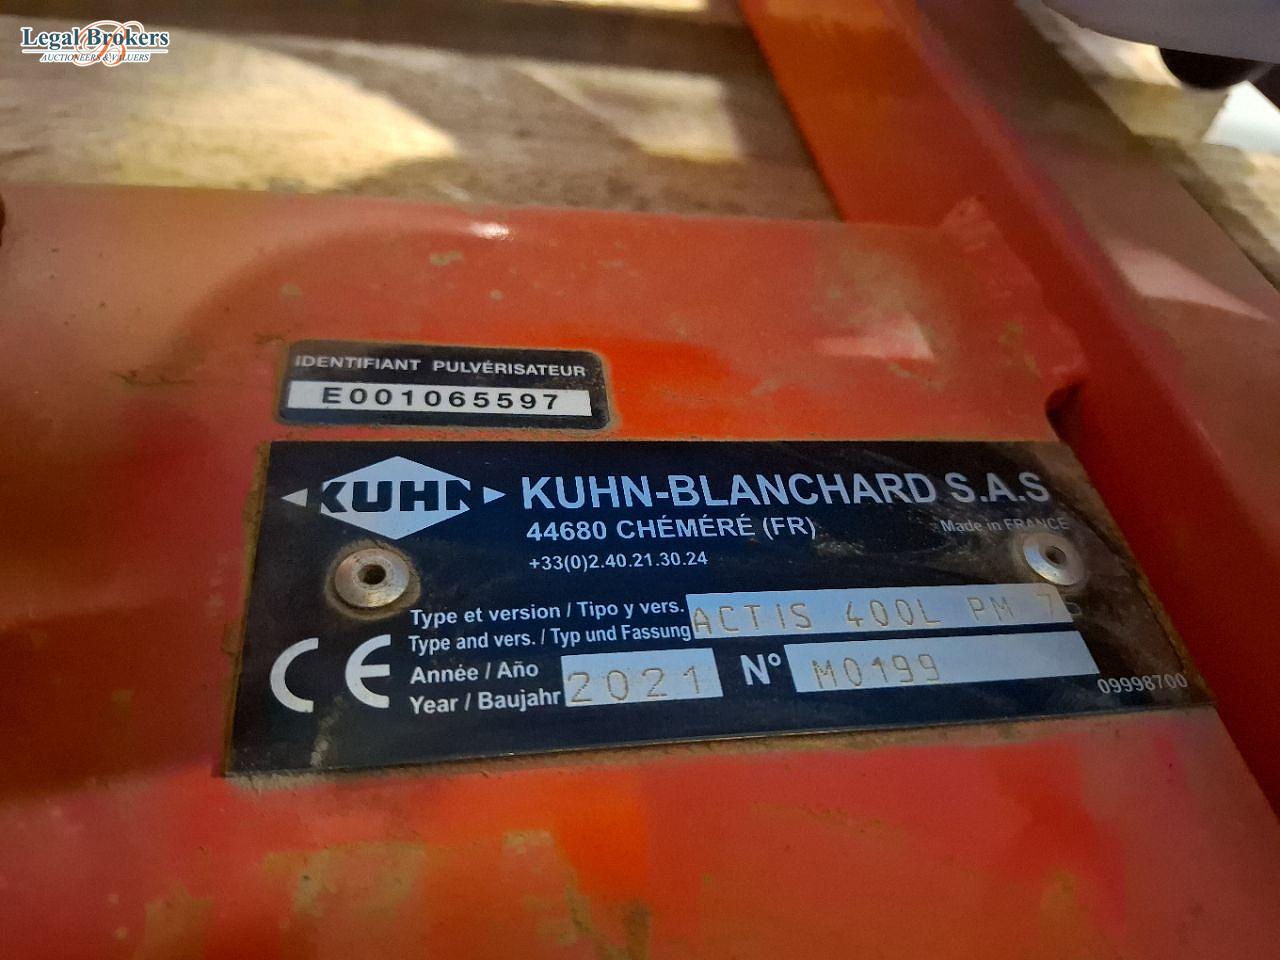 Legal Brokers
AUCTIONEERS & VALUERS
IDENTIFIANT PULVÉRISATEUR
E001065597
KUHN
KUHN-BLANCHARD S.A.S
44680 CHÉMÉRÉ (FR)
Made in FRANCE
+33(0)2.40.21.30.24
Type et version / Tipo y vers.
Type and vers. / Typ und Fassung
ACTIS 400L PM
CE
Année / Año
Year / Baujahr
2021
N° M0199
09998700